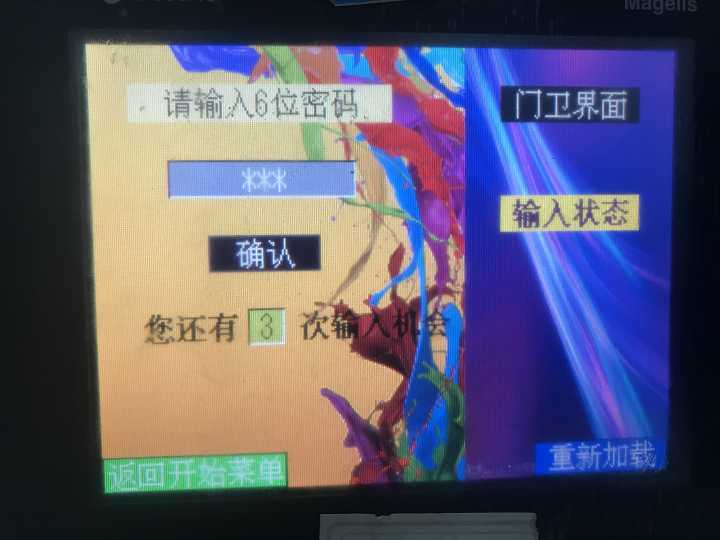 Magelis
请输入6位密码
***
确认
您还有 3 次输入机会
返回开始菜单
门卫界面
输入状态
重新加载